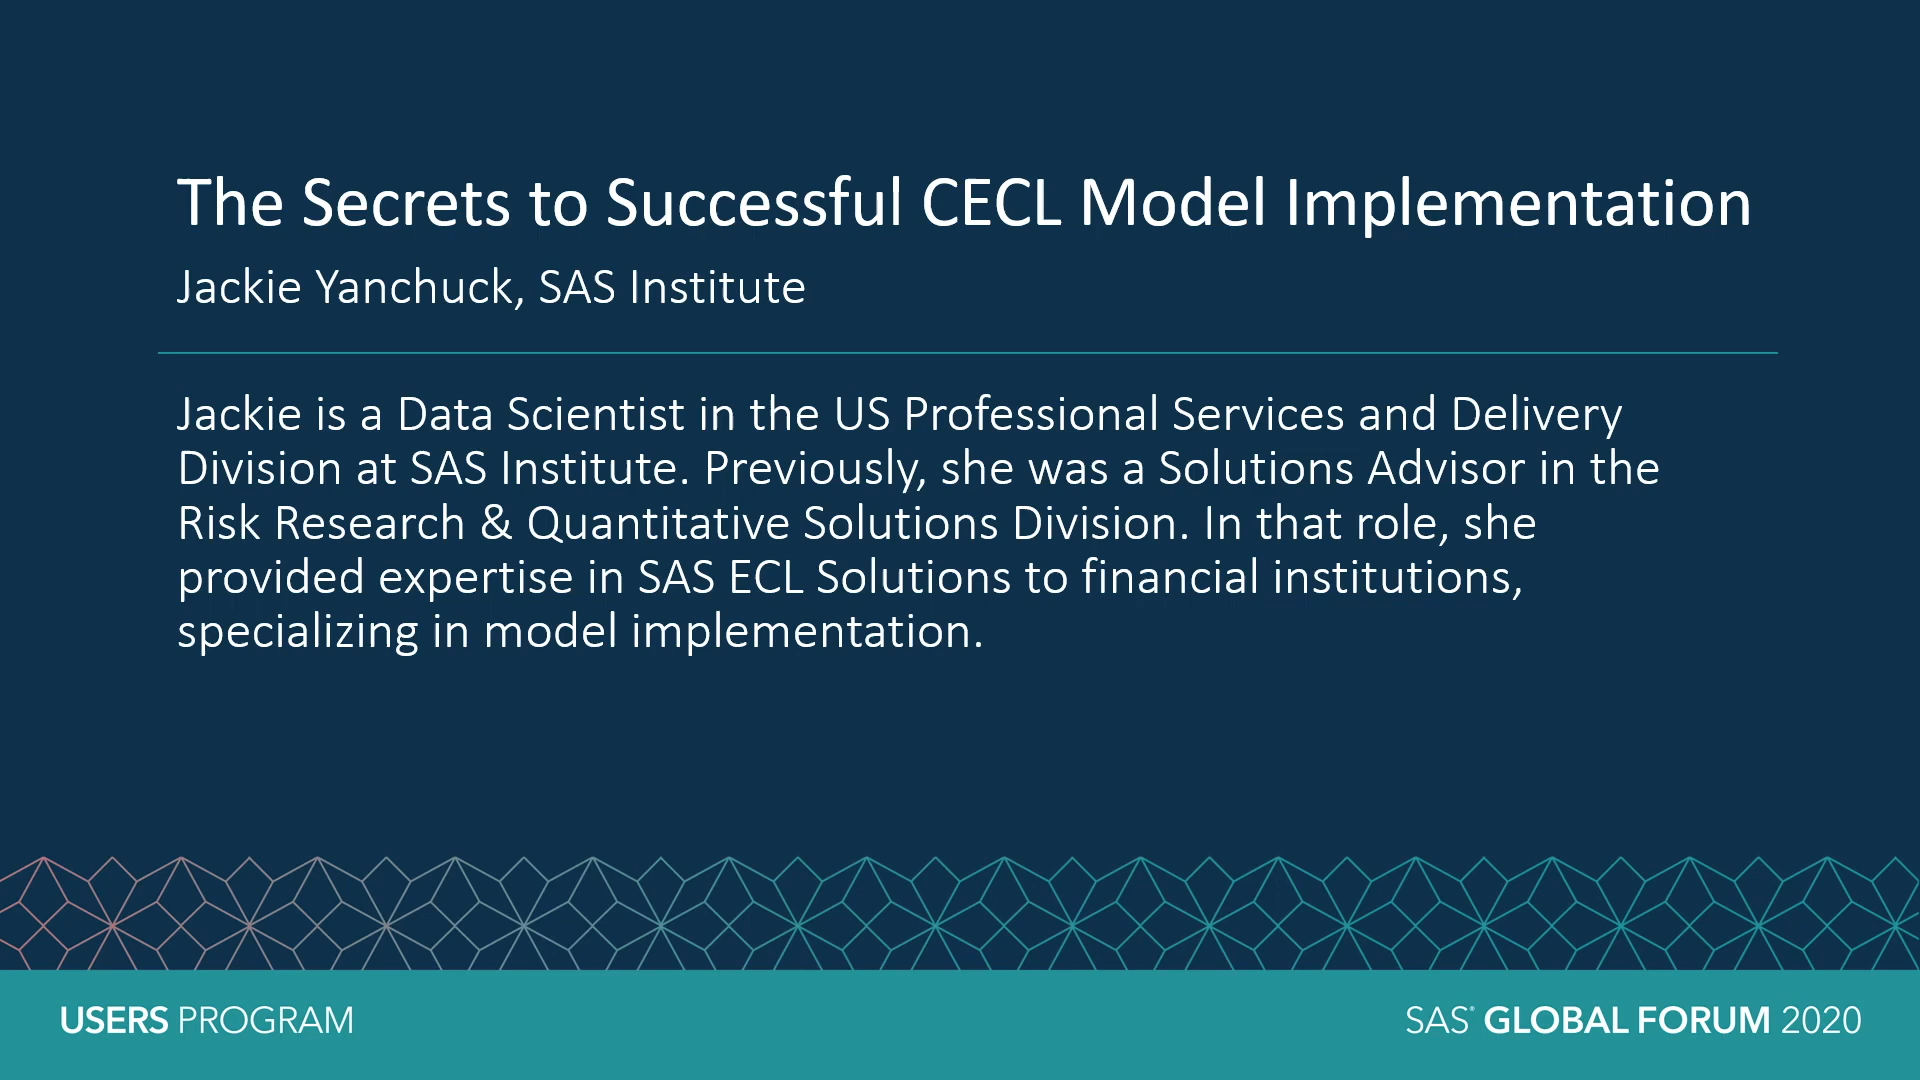 The Secrets to Successful CECL Model Implementation
Jackie Yanchuck, SAS Institute
Jackie is a Data Scientist in the US Professional Services and Delivery
Division at SAS Institute. Previously, she was a Solutions Advisor in the
Risk Research & Quantitative Solutions Division. In that role, she
provided expertise in SAS ECL Solutions to financial institutions,
specializing in model implementation.
USERS PROGRAM
SAS® GLOBAL FORUM 2020